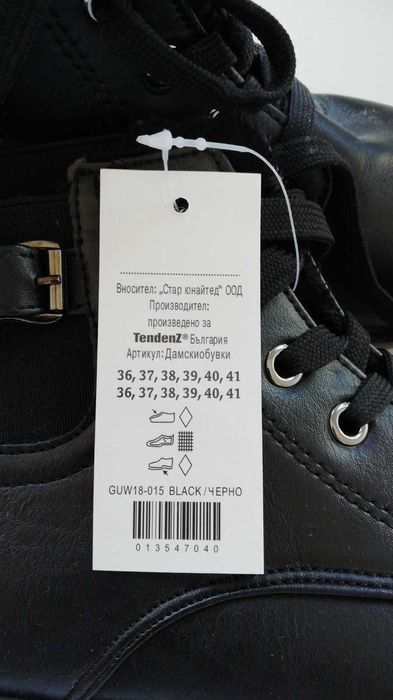 Вносител: „Стар юнайтед“ ООД
Производител:
произведено за
TendenZ® България
Артикул: Дамскиобувки
36, 37, 38, 39, 40, 41
36, 37, 38, 39, 40, 41
GUW18-015 BLACK/ЧЕРНО
013547040